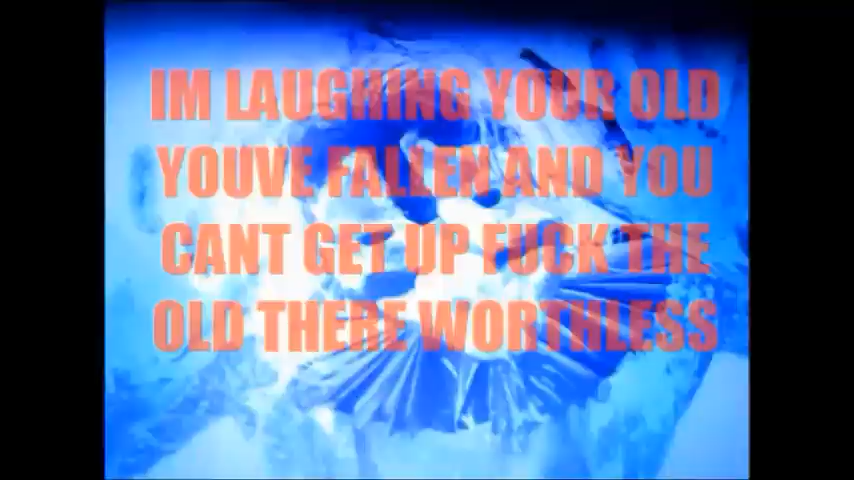 IM LAUGHING YOUR OLD
YOUVE FALLEN AND YOU
CANT GET UP FUCK THE
OLD THERE WORTHLESS